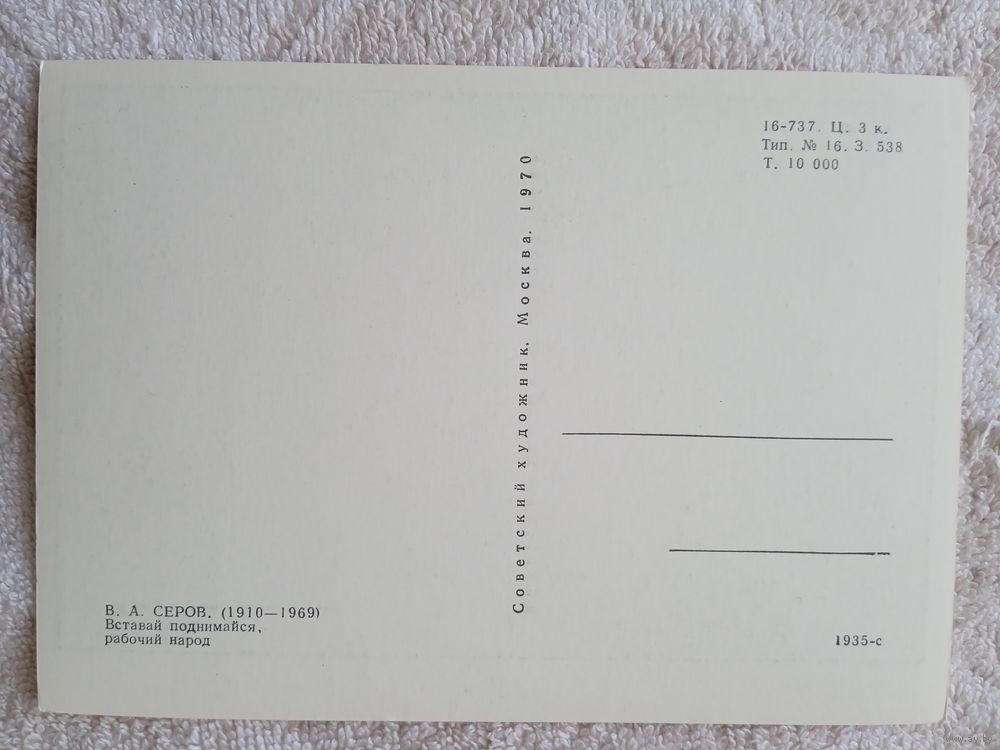 16-737. Ц. 3 к.
Тип. № 16. З. 538
Т. 10 000
Советский художник. Москва. 1970
В. А. СЕРОВ. (1910—1969)
Вставай поднимайся,
рабочий народ
1935-с